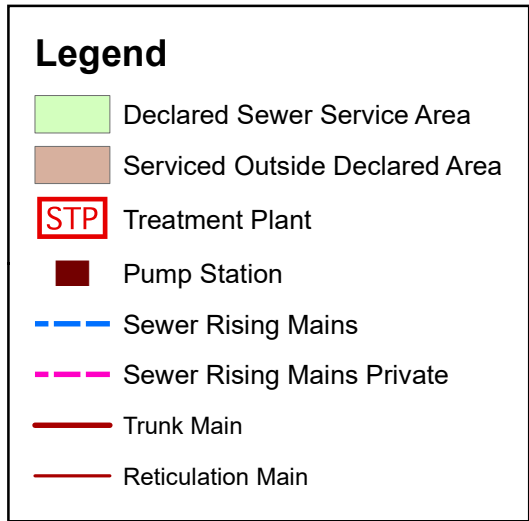 Legend
Declared Sewer Service Area
Serviced Outside Declared Area
STP Treatment Plant
Pump Station
Sewer Rising Mains
Sewer Rising Mains Private
Trunk Main
Reticulation Main